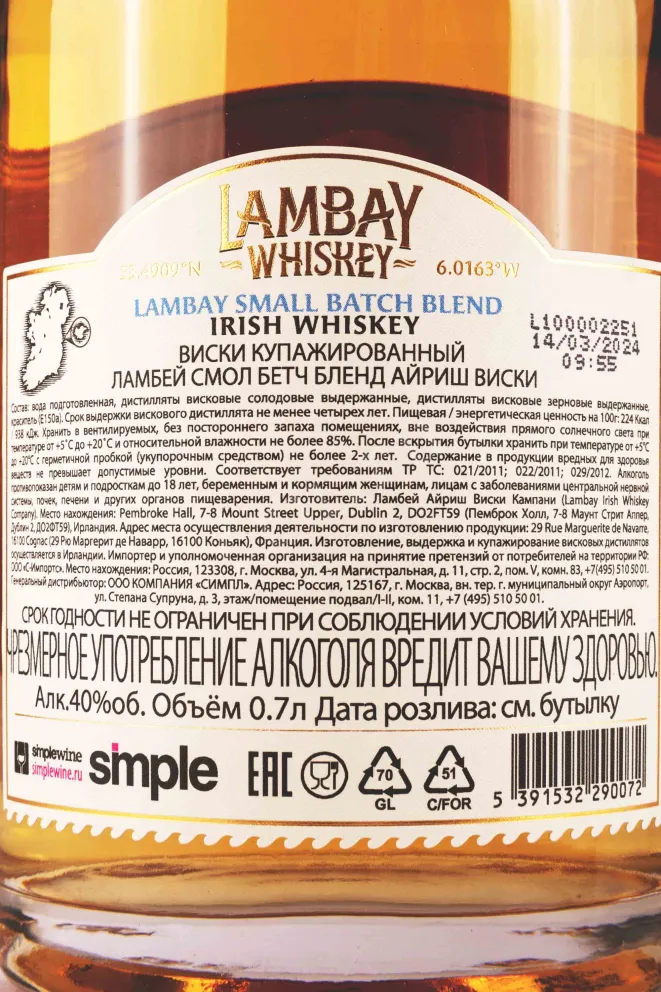 LAMBAY
WHISKEY
53.4909°N
6.0163°W
LAMBAY SMALL BATCH BLEND
IRISH WHISKEY
L100002251
14/03/2024
09:55
ВИСКИ КУПАЖИРОВАННЫЙ
ЛАМБЕЙ СМОЛ БЕТЧ БЛЕНД АЙРИШ ВИСКИ
Состав: вода подготовленная, дистилляты висковые солодовые выдержанные, дистилляты висковые зерновые выдержанные,
краситель (Е150а). Срок выдержки вискового дистиллята не менее четырех лет. Пищевая / энергетическая ценность на 100г: 224 Ккал
938 кДж. Хранить в вентилируемых, без постороннего запаха помещениях, вне воздействия прямого солнечного света при
температуре от +5°C до +20°C и относительной влажности не более 85%. После вскрытия бутылки хранить при температуре от +5°C
до +20°C с герметичной пробкой (укупорочным средством) не более 2-х лет. Содержание в продукции вредных для здоровья
веществ не превышает допустимые уровни. Соответствует требованиям ТР ТС: 021/2011; 022/2011; 029/2012. Алкоголь
противопоказан детям и подросткам до 18 лет, беременным и кормящим женщинам, лицам с заболеваниями центральной нервной
системы, почек, печени и других органов пищеварения. Изготовитель: Ламбей Айриш Виски Кампани (Lambay Irish Whiskey
Company). Место нахождения: Pembroke Hall, 7-8 Mount Street Upper, Dublin 2, DO2FT59 (Пемброк Холл, 7-8 Маунт Стрит Аппер,
Дублин 2, ДО2ФТ59), Ирландия. Адрес места осуществления деятельности по изготовлению продукции: 29 Rue Marguerite de Navarre,
16100 Cognac (29 Рю Маргерит де Наварр, 16100 Коньяк), Франция. Изготовление, выдержка и купажирование висковых дистиллятов
осуществляется в Ирландии. Импортер и уполномоченная организация на принятие претензий от потребителей на территории РФ:
ООО «С-Импорт». Место нахождения: Россия, 123308, г. Москва, ул. 4-я Магистральная, д. 11, стр. 2, пом. V, комн. 83, +7(495) 510 50 01.
Генеральный дистрибьютор: ООО КОМПАНИЯ «СИМПЛ». Адрес: Россия, 125167, г. Москва, вн. тер. г. муниципальный округ Аэропорт,
ул. Степана Супруна, д. 3, этаж/помещение подвал/I-II, ком. 11, +7 (495) 510 50 01.
СРОК ГОДНОСТИ НЕ ОГРАНИЧЕН ПРИ СОБЛЮДЕНИИ УСЛОВИЙ ХРАНЕНИЯ.
ЧРЕЗМЕРНОЕ УПОТРЕБЛЕНИЕ АЛКОГОЛЯ ВРЕДИТ ВАШЕМУ ЗДОРОВЬЮ.
Алк.40%об. Объём 0.7л Дата розлива: см. бутылку
simplewine
simplewine.ru
simple
EAC
70
GL
51
C/FOR
5 391532 290072